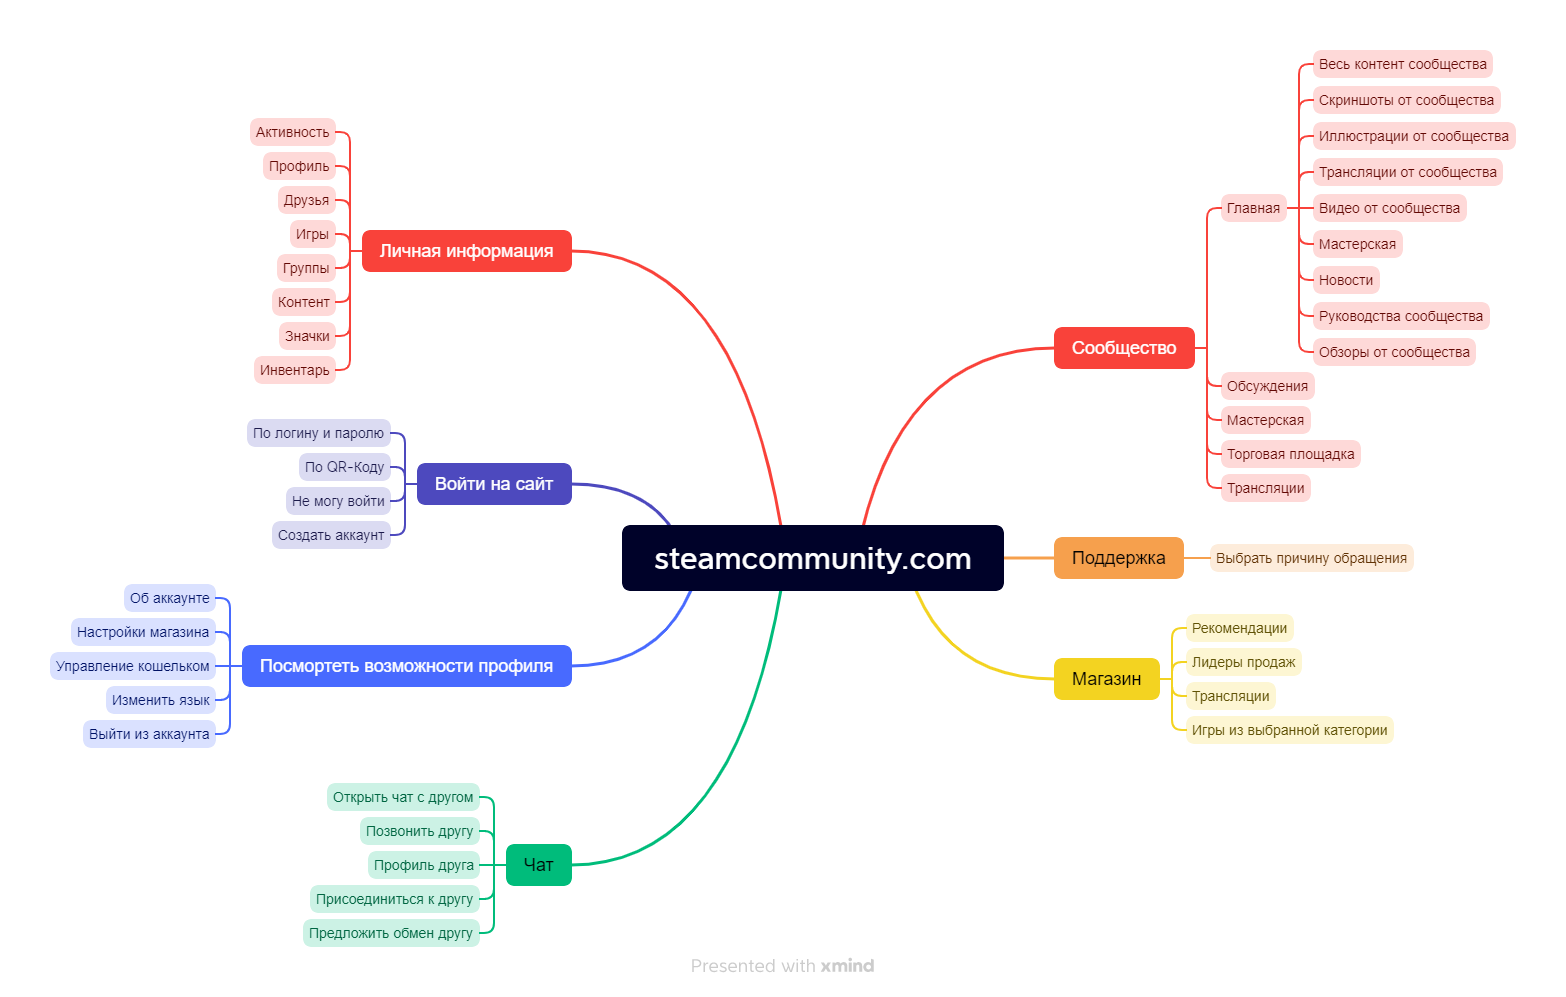 steamcommunity.com
Сообщество
Главная
Весь контент сообщества
Скриншоты от сообщества
Иллюстрации от сообщества
Трансляции от сообщества
Видео от сообщества
Мастерская
Новости
Руководства сообщества
Обзоры от сообщества
Обсуждения
Мастерская
Торговая площадка
Трансляции
Поддержка
Выбрать причину обращения
Магазин
Рекомендации
Лидеры продаж
Трансляции
Игры из выбранной категории
Личная информация
Активность
Профиль
Друзья
Игры
Группы
Контент
Значки
Инвентарь
Войти на сайт
По логину и паролю
По QR-Коду
Не могу войти
Создать аккаунт
Посмортеть возможности профиля
Об аккаунте
Настройки магазина
Управление кошельком
Изменить язык
Выйти из аккаунта
Чат
Открыть чат с другом
Позвонить другу
Профиль друга
Присоединиться к другу
Предложить обмен другу
Presented with xmind